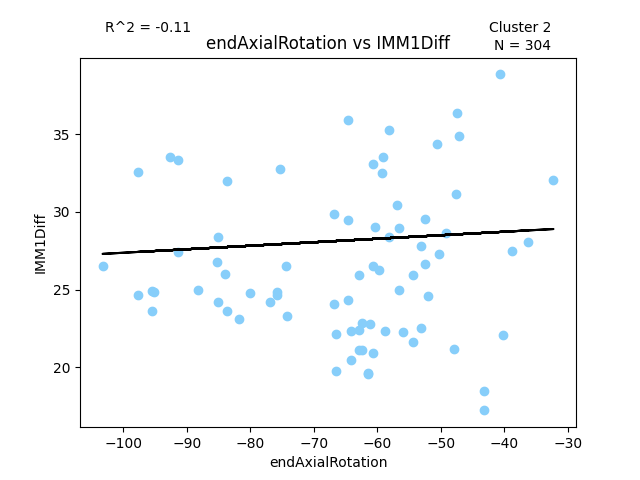 R^2 = -0.11
Cluster 2
endAxialRotation vs IMM1Diff
N = 304
IMM1Diff
35
30
25
20
−100
−90
−80
−70
−60
−50
−40
−30
endAxialRotation